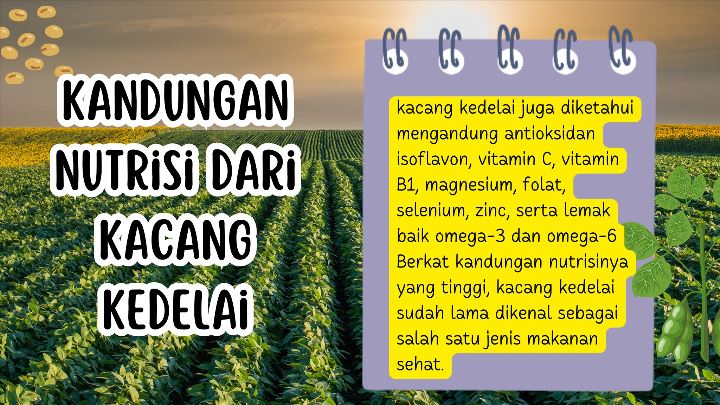 KANDUNGAN
NUTRISI DARI
KACANG
KEDELAI
kacang kedelai juga diketahui
mengandung antioksidan
isoflavon, vitamin C, vitamin
B1, magnesium, folat,
selenium, zinc, serta lemak
baik omega-3 dan omega-6
Berkat kandungan nutrisinya
yang tinggi, kacang kedelai
sudah lama dikenal sebagai
salah satu jenis makanan
sehat.